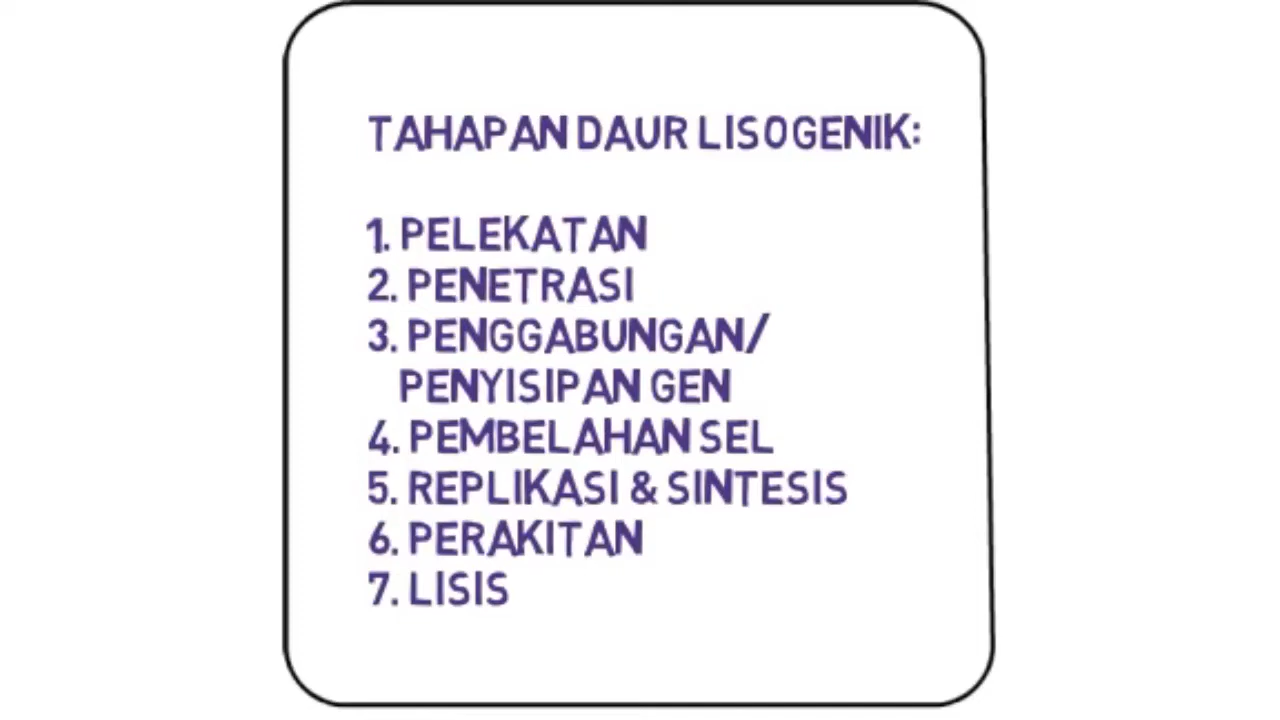 TAHAPAN DAUR LISOGENIK:
1. PELEKATAN
2. PENETRASI
3. PENGGABUNGAN/
PENYISIPAN GEN
4. PEMBELAHAN SEL
5. REPLIKASI & SINTESIS
6. PERAKITAN
7. LISIS